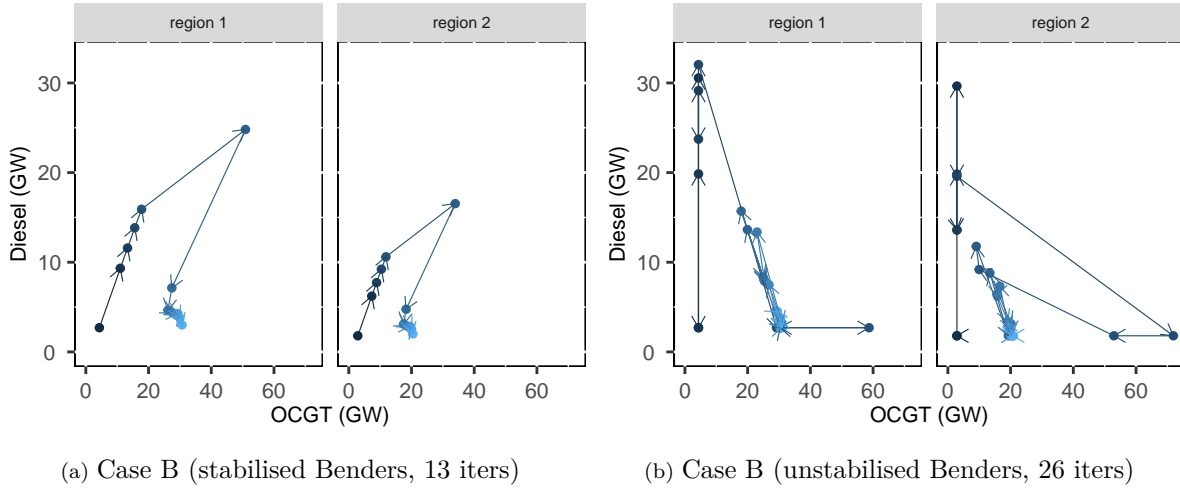 region 1
region 2
region 1
region 2
Diesel (GW)
30
20
10
0
0 20 40 60
0 20 40 60
OCGT (GW)
Diesel (GW)
30
20
10
0
0 20 40 60
0 20 40 60
OCGT (GW)
(a) Case B (stabilised Benders, 13 iters)
(b) Case B (unstabilised Benders, 26 iters)